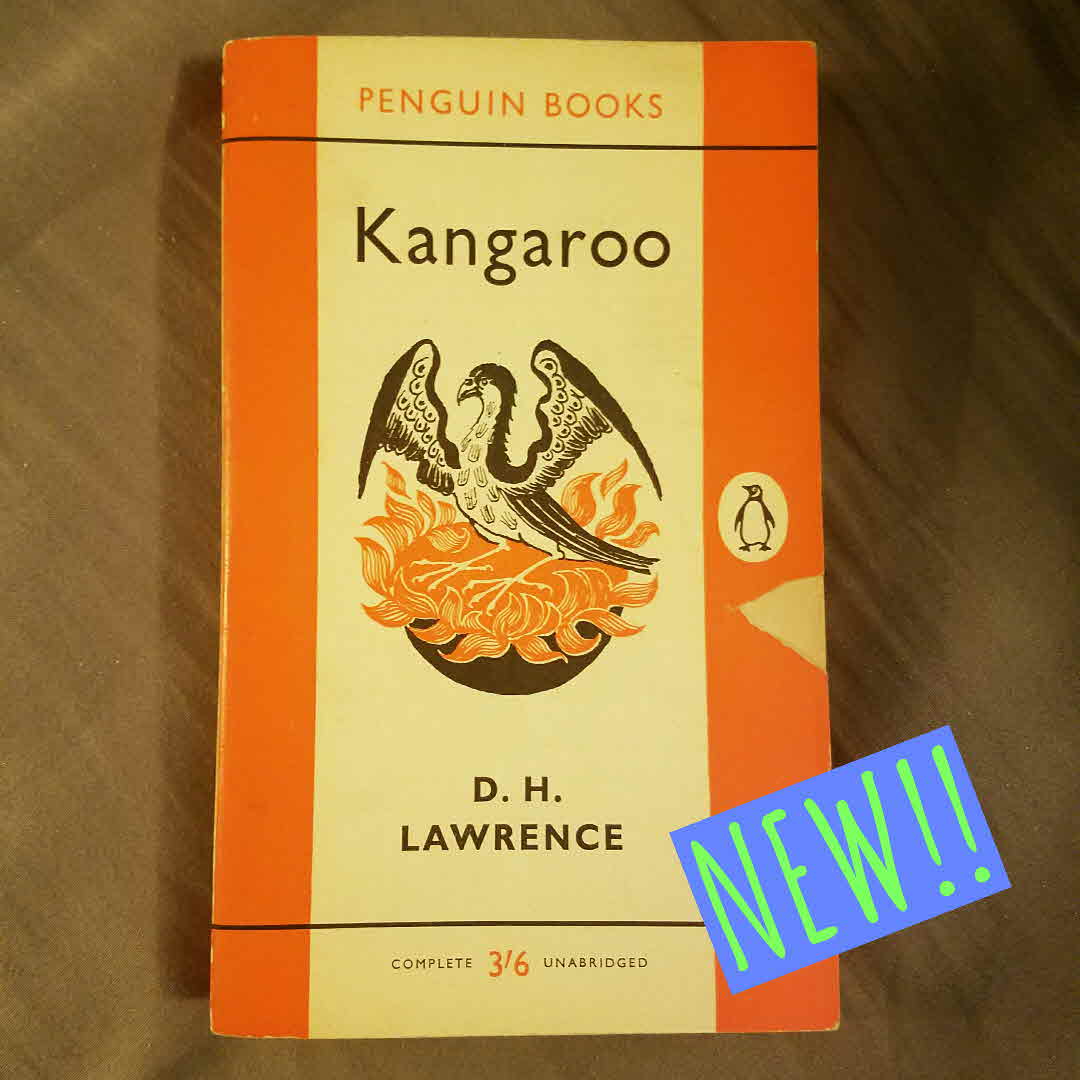 PENGUIN BOOKS
Kangaroo
D. H.
LAWRENCE
NEW!!
COMPLETE 3/6 UNABRIDGED